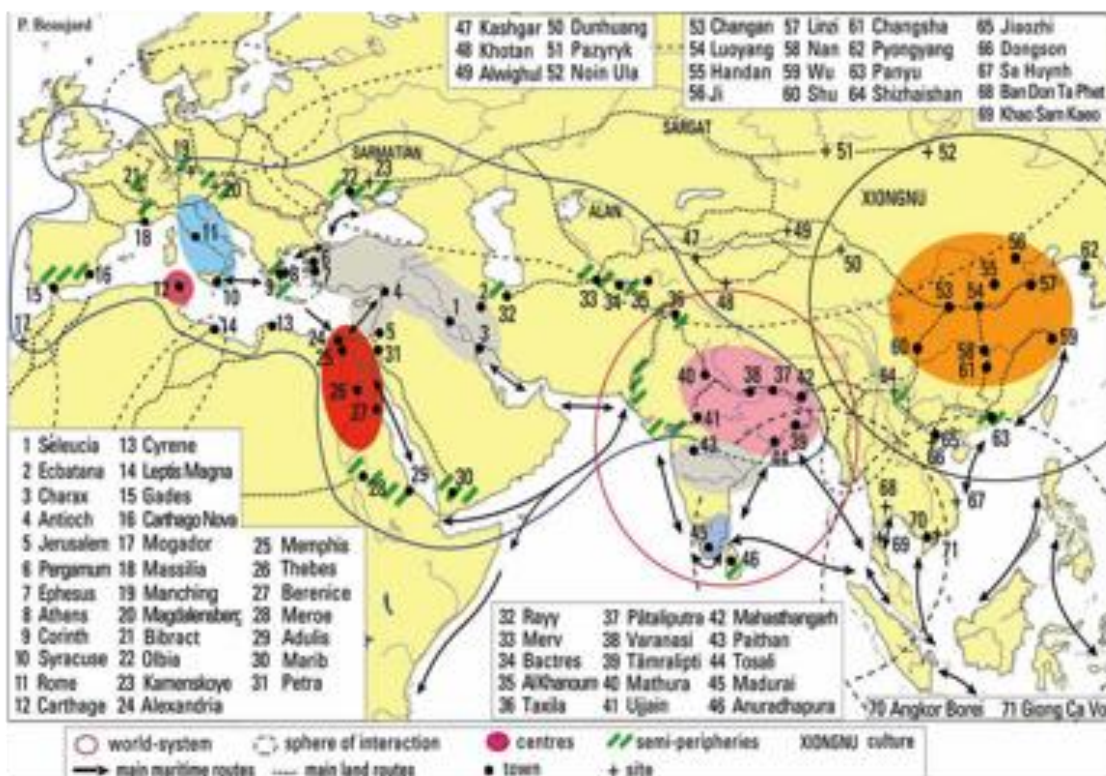 P. Beaujard
47 Kashgar 50 Dunhuang
48 Khotan 51 Pazyryk
49 Alwighul 52 Noin Ula
53 Changan 57 Linzi 61 Changsha 65 Jiaozhi
54 Luoyang 58 Nan 62 Pyongyang 66 Dongson
55 Handan 59 Wu 63 Panyu 67 Sa Huynh
56 Ji 60 Shu 64 Shizhaishan 68 Ban Don Ta Phet
69 Khao Sam Kaeo
SARGAT
SARMATIAN
ALAN
XIONGNU
1 Séleucia 13 Cyrene
2 Ecbatana 14 Leptis Magna
3 Charax 15 Gades
4 Antioch 16 Carthago Nova
5 Jerusalem 17 Mogador 25 Memphis
6 Pergamum 18 Massilia 26 Thebes
7 Ephesus 19 Manching 27 Berenice
8 Athens 20 Magdalensberg 28 Meroe
9 Corinth 21 Bibract 29 Adulis
10 Syracuse 22 Olbia 30 Marib
11 Rome 23 Kamenskoye 31 Petra
12 Carthage 24 Alexandria
32 Rayy 37 Pâtaliputra 42 Mahasthangarh
33 Merv 38 Varanasi 43 Paithan
34 Bactres 39 Tâmralipti 44 Tosali
35 Al Khanoum 40 Mathura 45 Madurai
36 Taxila 41 Ujjain 46 Anuradhapura
70 Angkor Borei 71 Giong Ca Vo
world-system sphere of interaction centres semi-peripheries XIONGNU culture
main maritime routes main land routes town site